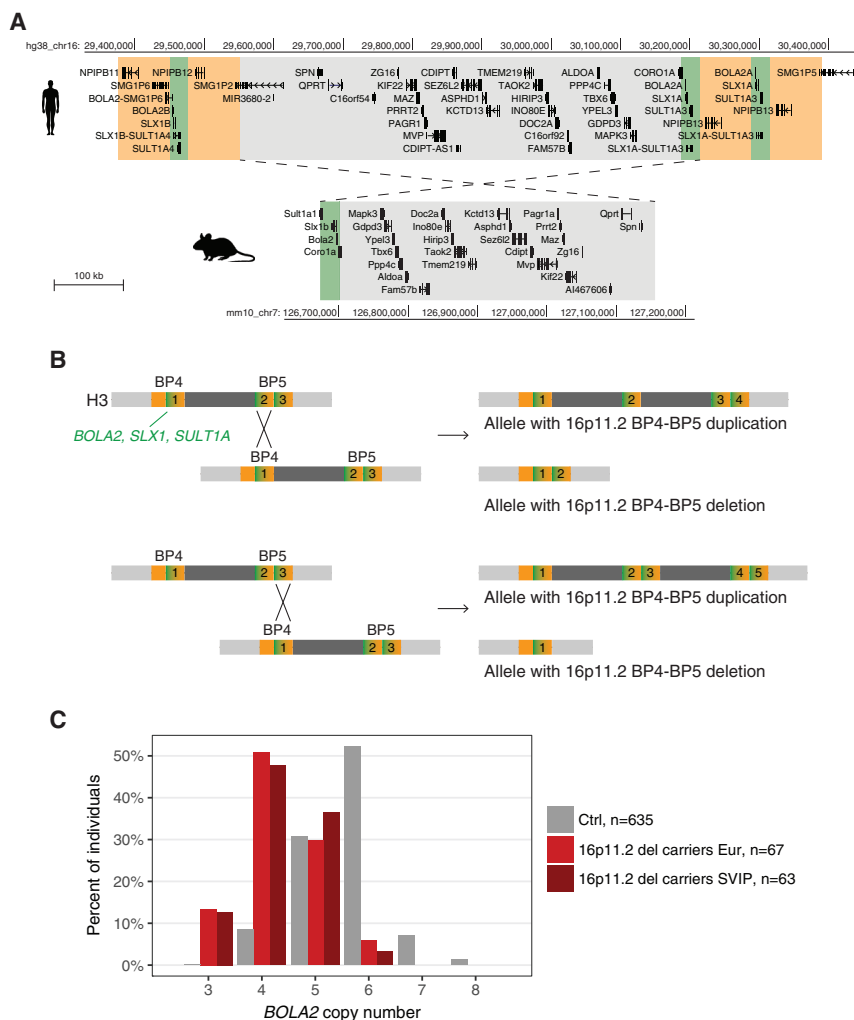 A
hg38_chr16:
29,400,000
29,500,000
29,600,000
29,700,000
29,800,000
29,900,000
30,000,000
30,100,000
30,200,000
30,300,000
30,400,000
NPIPB11 NPIPB12 SPN ZG16 CDIPT TMEM219 ALDOA CORO1A BOLA2A SMG1P5
SMG1P6 SMG1P2 QPRT KIF22 SEZ6L2 TAOK2 PPP4C BOLA2A SLX1A
BOLA2-SMG1P6 MIR3680-2 C16orf54 MAZ ASPHD1 HIRIP3 TBX6 SLX1A SULT1A3
BOLA2B PRRT2 KCTD13 INO80E YPEL3 SULT1A3 NPIPB13
SLX1B PAGR1 DOC2A GDPD3 NPIPB13
SLX1B-SULT1A4 MVP C16orf92 MAPK3 SLX1A-SULT1A3
SULT1A4 CDIPT-AS1 FAM57B SLX1A-SULT1A3
Sult1a1 Mapk3 Doc2a Kctd13 Pagr1a Qprt
Slx1b Gdpd3 Ino80e Asphd1 Prrt2 Spn
Bola2 Ypel3 Hirip3 Sez6l2 Maz
Coro1a Tbx6 Taok2 Cdipt Zg16
Ppp4c Tmem219 Mvp
Aldoa Kif22
Fam57b AI467606
100 kb
mm10_chr7:
126,700,000
126,800,000
126,900,000
127,000,000
127,100,000
127,200,000
B
BP4 BP5
H3 1 2 3 1 2 3 4
BOLA2, SLX1, SULT1A
Allele with 16p11.2 BP4-BP5 duplication
BP4 BP5
1 2 3 1 2
Allele with 16p11.2 BP4-BP5 deletion
BP4 BP5
1 2 3 1 2 3 4 5
Allele with 16p11.2 BP4-BP5 duplication
BP4 BP5
1 2 3 1
Allele with 16p11.2 BP4-BP5 deletion
C
Percent of individuals
50%
40%
30%
20%
10%
0%
3 4 5 6 7 8
BOLA2 copy number
Ctrl, n=635
16p11.2 del carriers Eur, n=67
16p11.2 del carriers SVIP, n=63